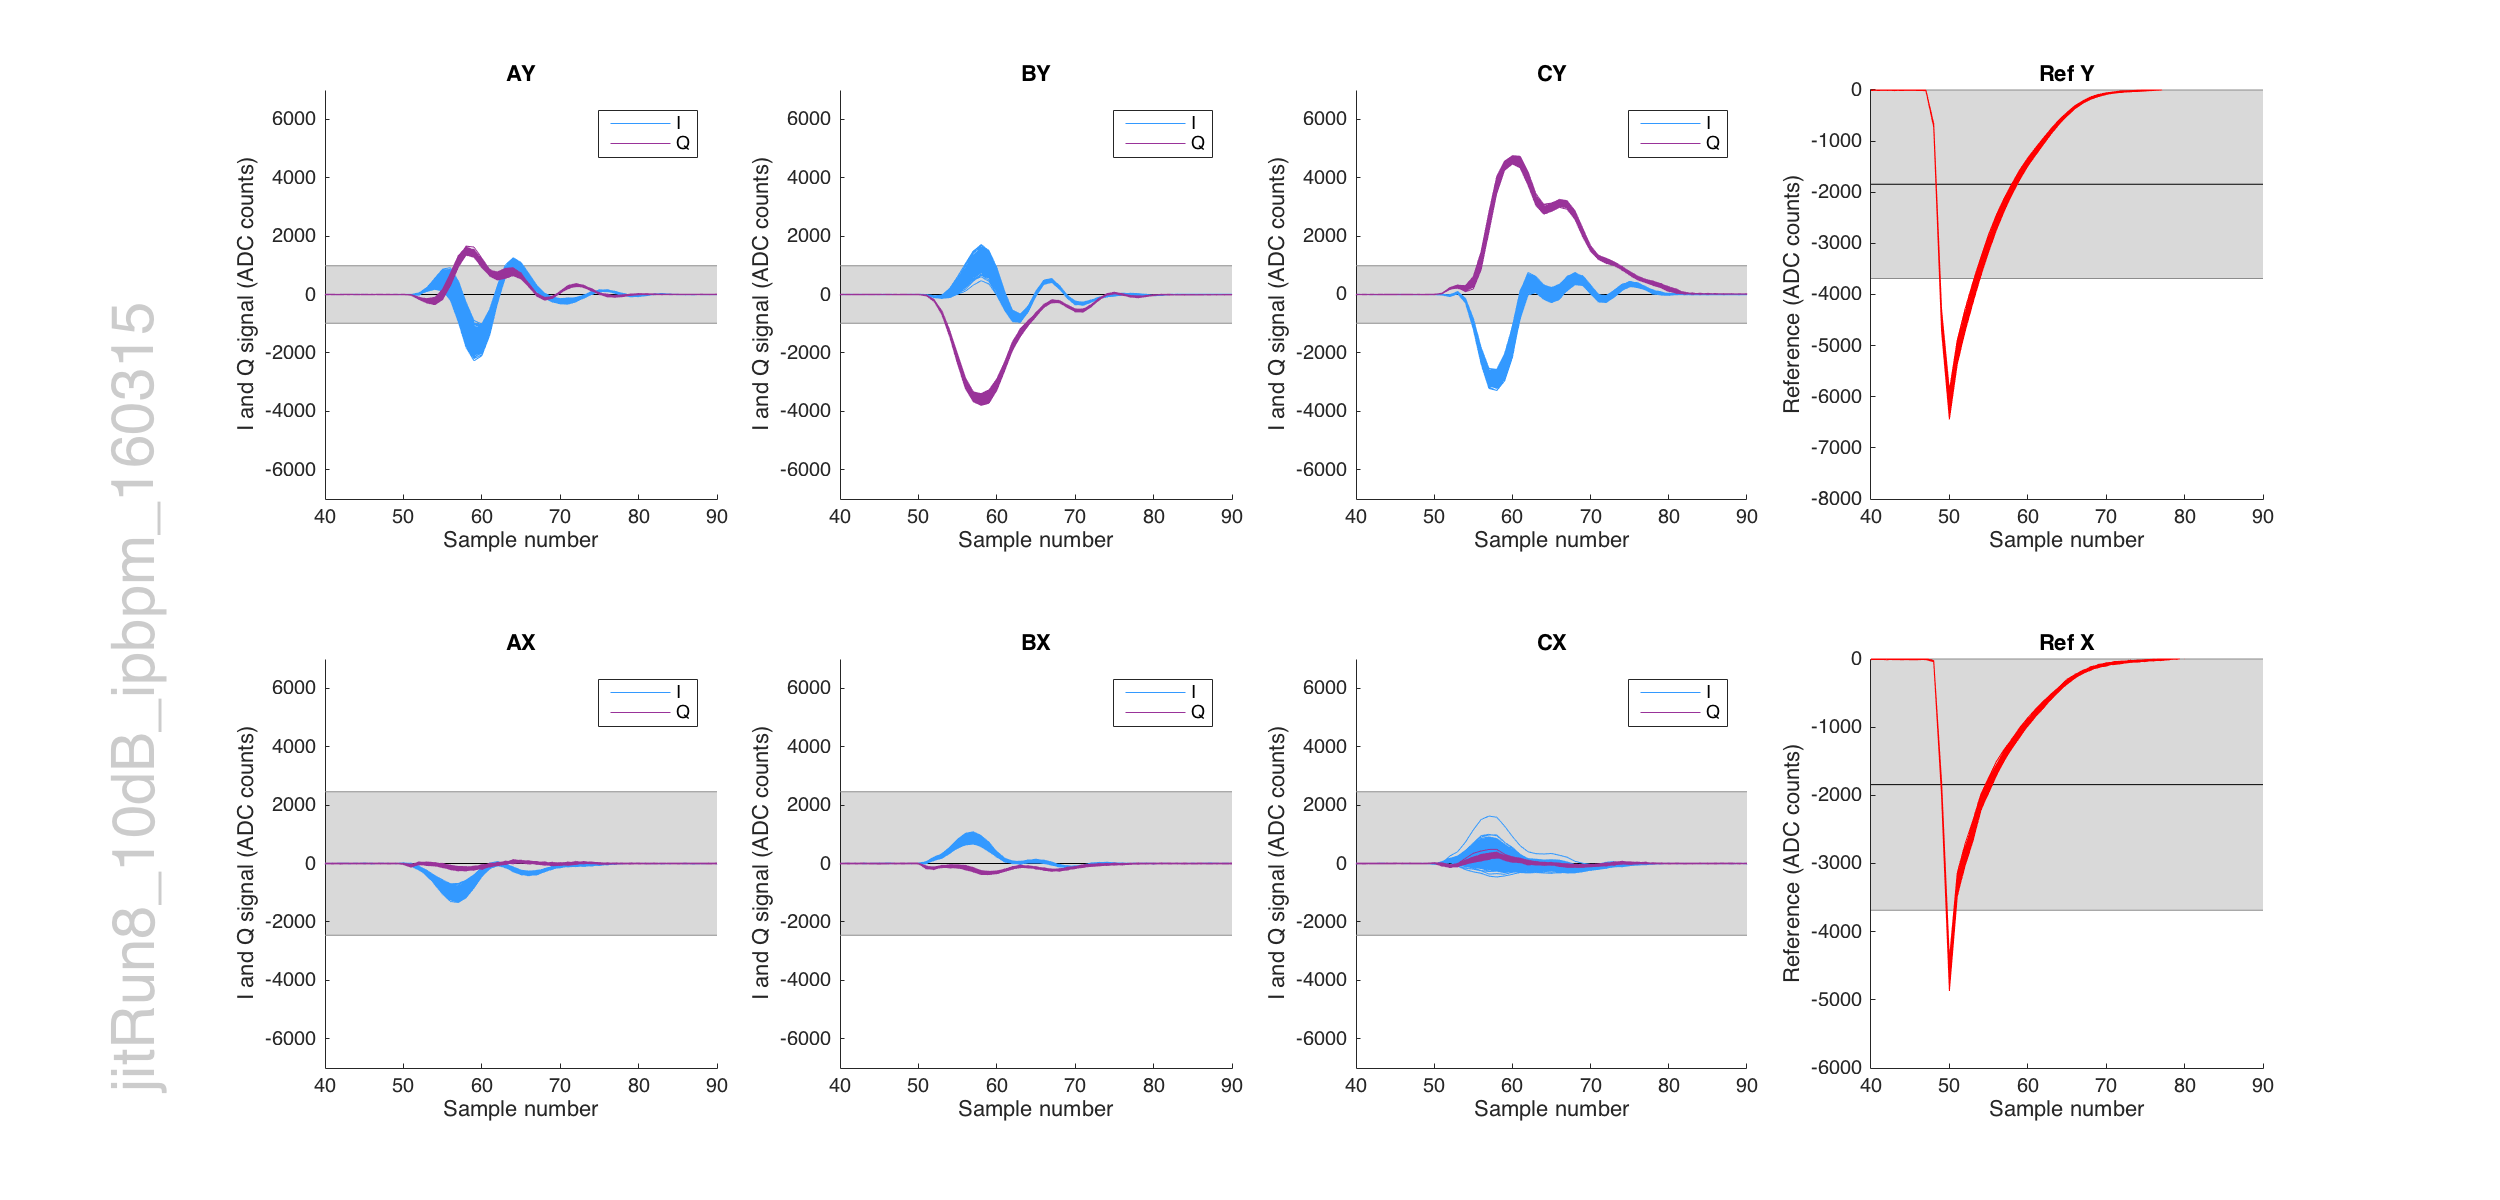 jitRun8_10dB_ipbpm_160315
AY
I and Q signal (ADC counts)
6000
4000
2000
0
-2000
-4000
-6000
I
Q
40 50 60 70 80 90
Sample number
BY
I and Q signal (ADC counts)
6000
4000
2000
0
-2000
-4000
-6000
I
Q
40 50 60 70 80 90
Sample number
CY
I and Q signal (ADC counts)
6000
4000
2000
0
-2000
-4000
-6000
I
Q
40 50 60 70 80 90
Sample number
Ref Y
Reference (ADC counts)
0
-1000
-2000
-3000
-4000
-5000
-6000
-7000
-8000
40 50 60 70 80 90
Sample number
AX
I and Q signal (ADC counts)
6000
4000
2000
0
-2000
-4000
-6000
I
Q
40 50 60 70 80 90
Sample number
BX
I and Q signal (ADC counts)
6000
4000
2000
0
-2000
-4000
-6000
I
Q
40 50 60 70 80 90
Sample number
CX
I and Q signal (ADC counts)
6000
4000
2000
0
-2000
-4000
-6000
I
Q
40 50 60 70 80 90
Sample number
Ref X
Reference (ADC counts)
0
-1000
-2000
-3000
-4000
-5000
-6000
40 50 60 70 80 90
Sample number